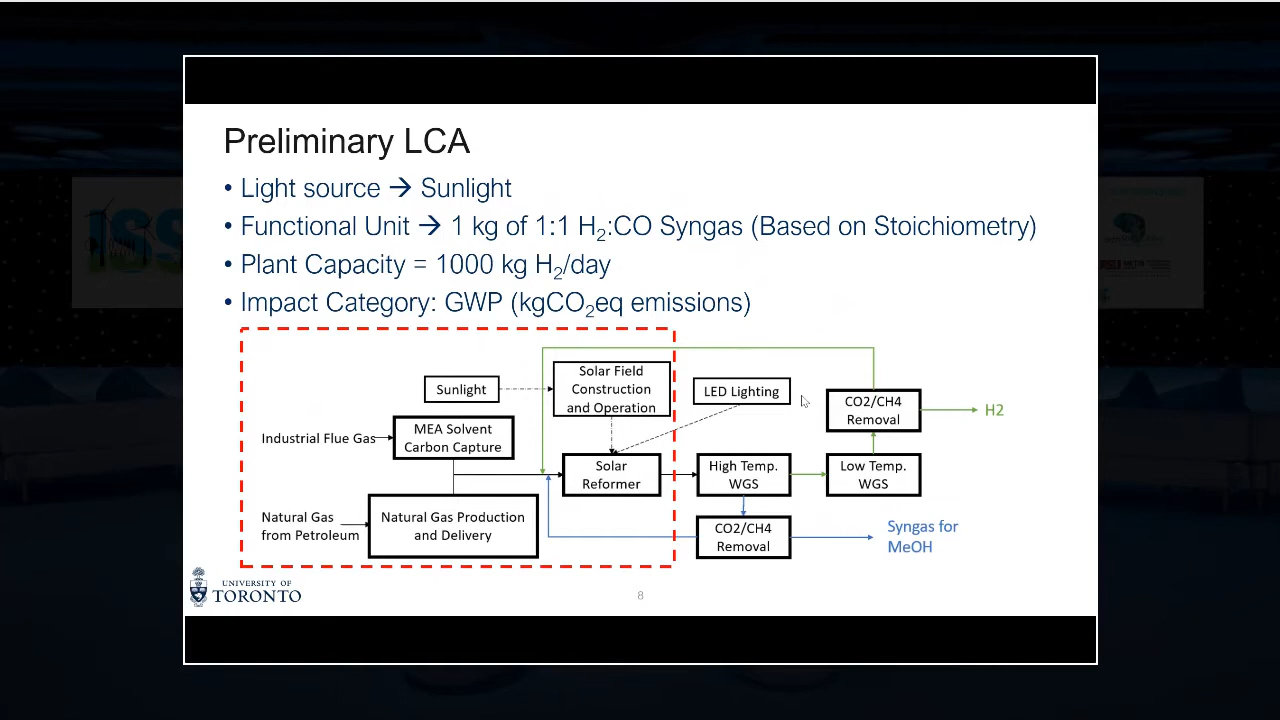 Preliminary LCA
• Light source → Sunlight
• Functional Unit → 1 kg of 1:1 H₂:CO Syngas (Based on Stoichiometry)
• Plant Capacity = 1000 kg H₂/day
• Impact Category: GWP (kgCO₂eq emissions)
Sunlight
Solar Field
Construction
and Operation
LED Lighting
CO2/CH4
Removal
H2
Industrial Flue Gas
MEA Solvent
Carbon Capture
Solar
Reformer
High Temp.
WGS
Low Temp.
WGS
Natural Gas
from Petroleum
Natural Gas Production
and Delivery
CO2/CH4
Removal
Syngas for
MeOH
UNIVERSITY OF
TORONTO
8